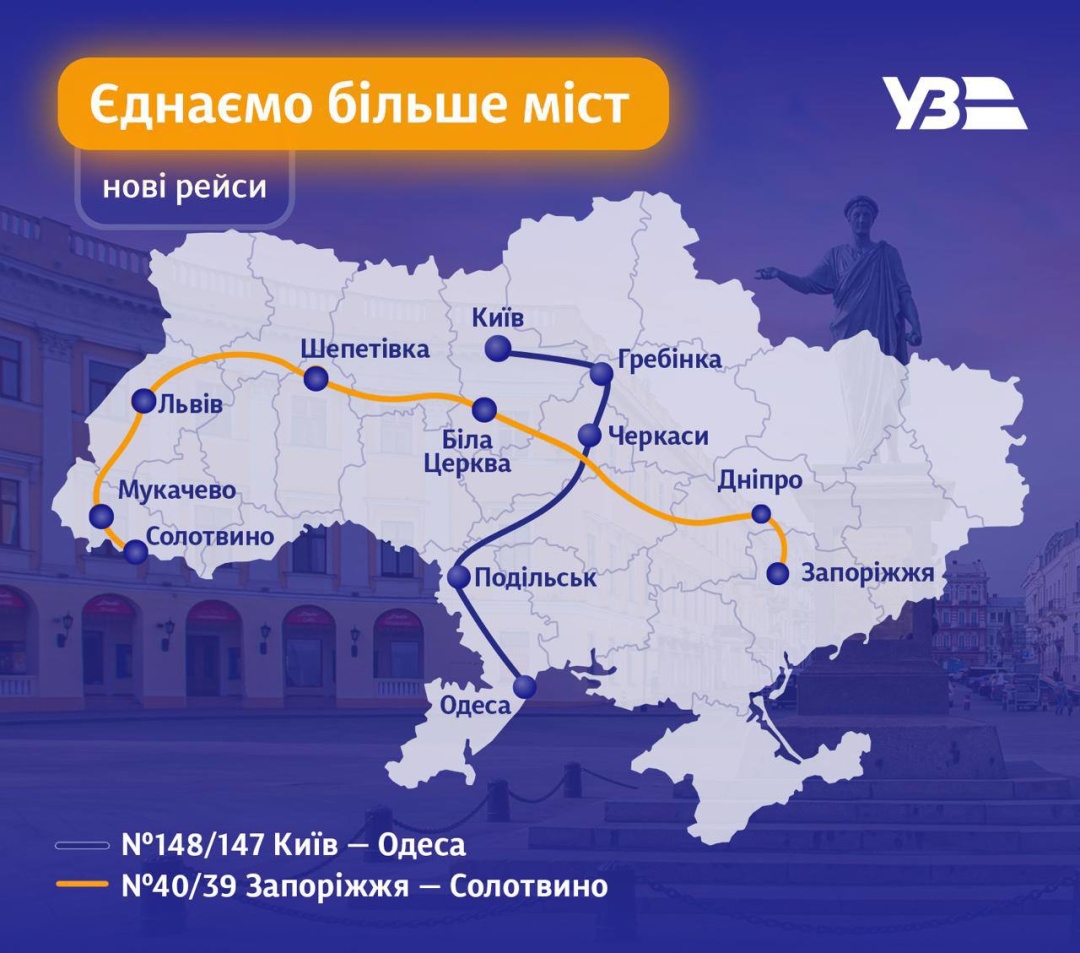 Єднаємо більше міст
УЗ
нові рейси
Київ
Шепетівка
Гребінка
Львів
Черкаси
Біла
Церква
Дніпро
Мукачево
Солотвино
Запоріжжя
Подільськ
Одеса
№148/147 Київ — Одеса
№40/39 Запоріжжя — Солотвино